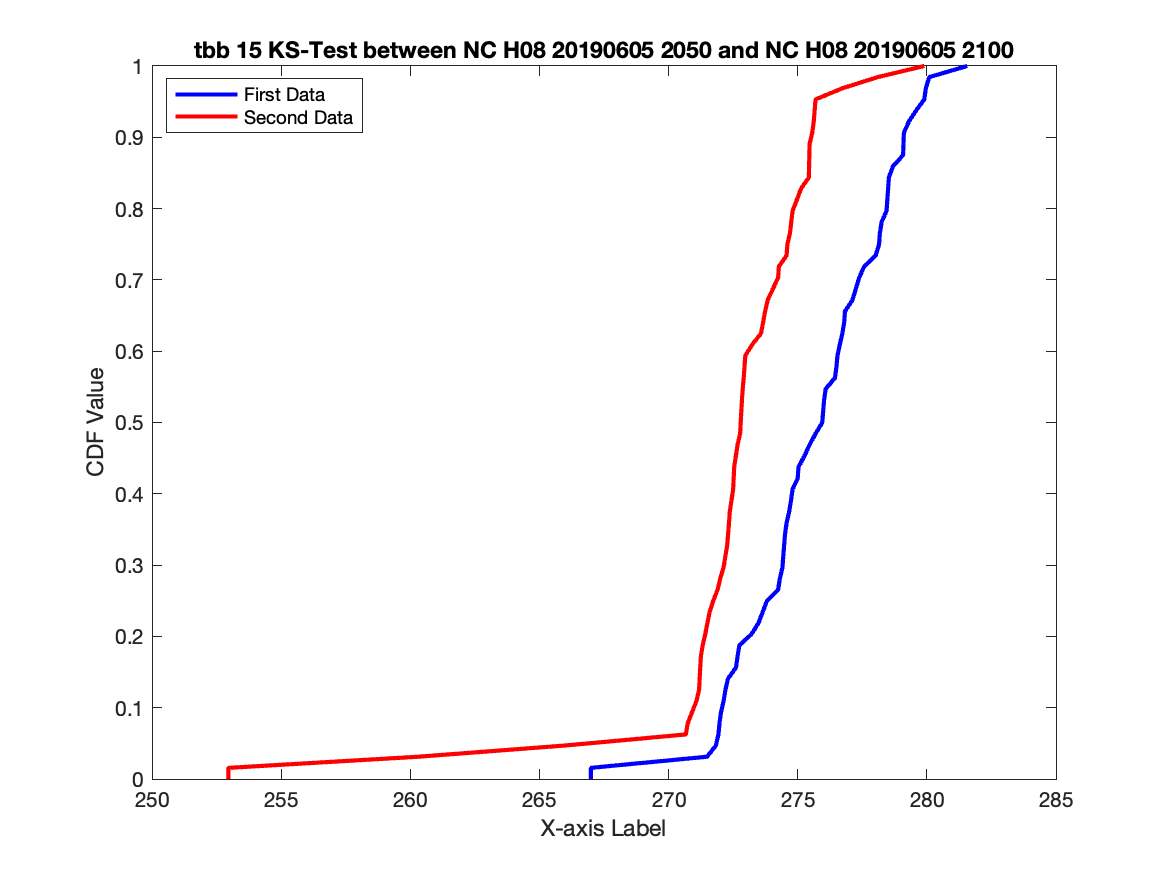 tbb 15 KS-Test between NC H08 20190605 2050 and NC H08 20190605 2100
First Data
Second Data
CDF Value
1
0.9
0.8
0.7
0.6
0.5
0.4
0.3
0.2
0.1
0
250 255 260 265 270 275 280 285
X-axis Label